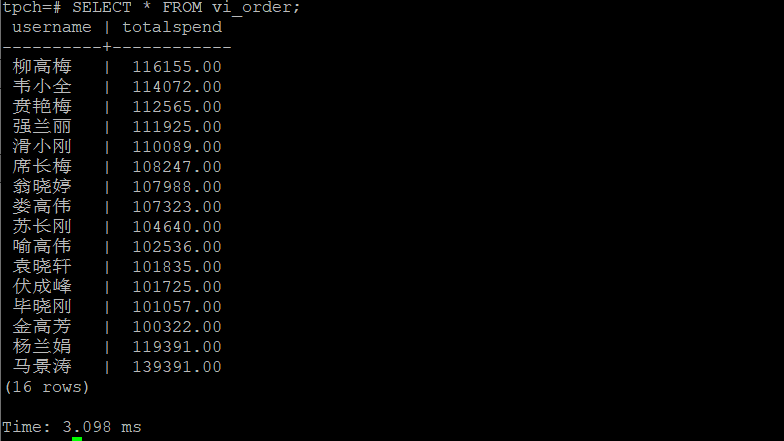 tpch=# SELECT * FROM vi_order;
 username | totalspend
----------+------------
 柳高梅   |  116155.00
 韦小全   |  114072.00
 贲艳梅   |  112565.00
 强兰丽   |  111925.00
 滑小刚   |  110089.00
 席长梅   |  108247.00
 翁晓婷   |  107988.00
 娄高伟   |  107323.00
 苏长刚   |  104640.00
 喻高伟   |  102536.00
 袁晓轩   |  101835.00
 伏成峰   |  101725.00
 毕晓刚   |  101057.00
 金高芳   |  100322.00
 杨兰娟   |  119391.00
 马景涛   |  139391.00
(16 rows)

Time: 3.098 ms